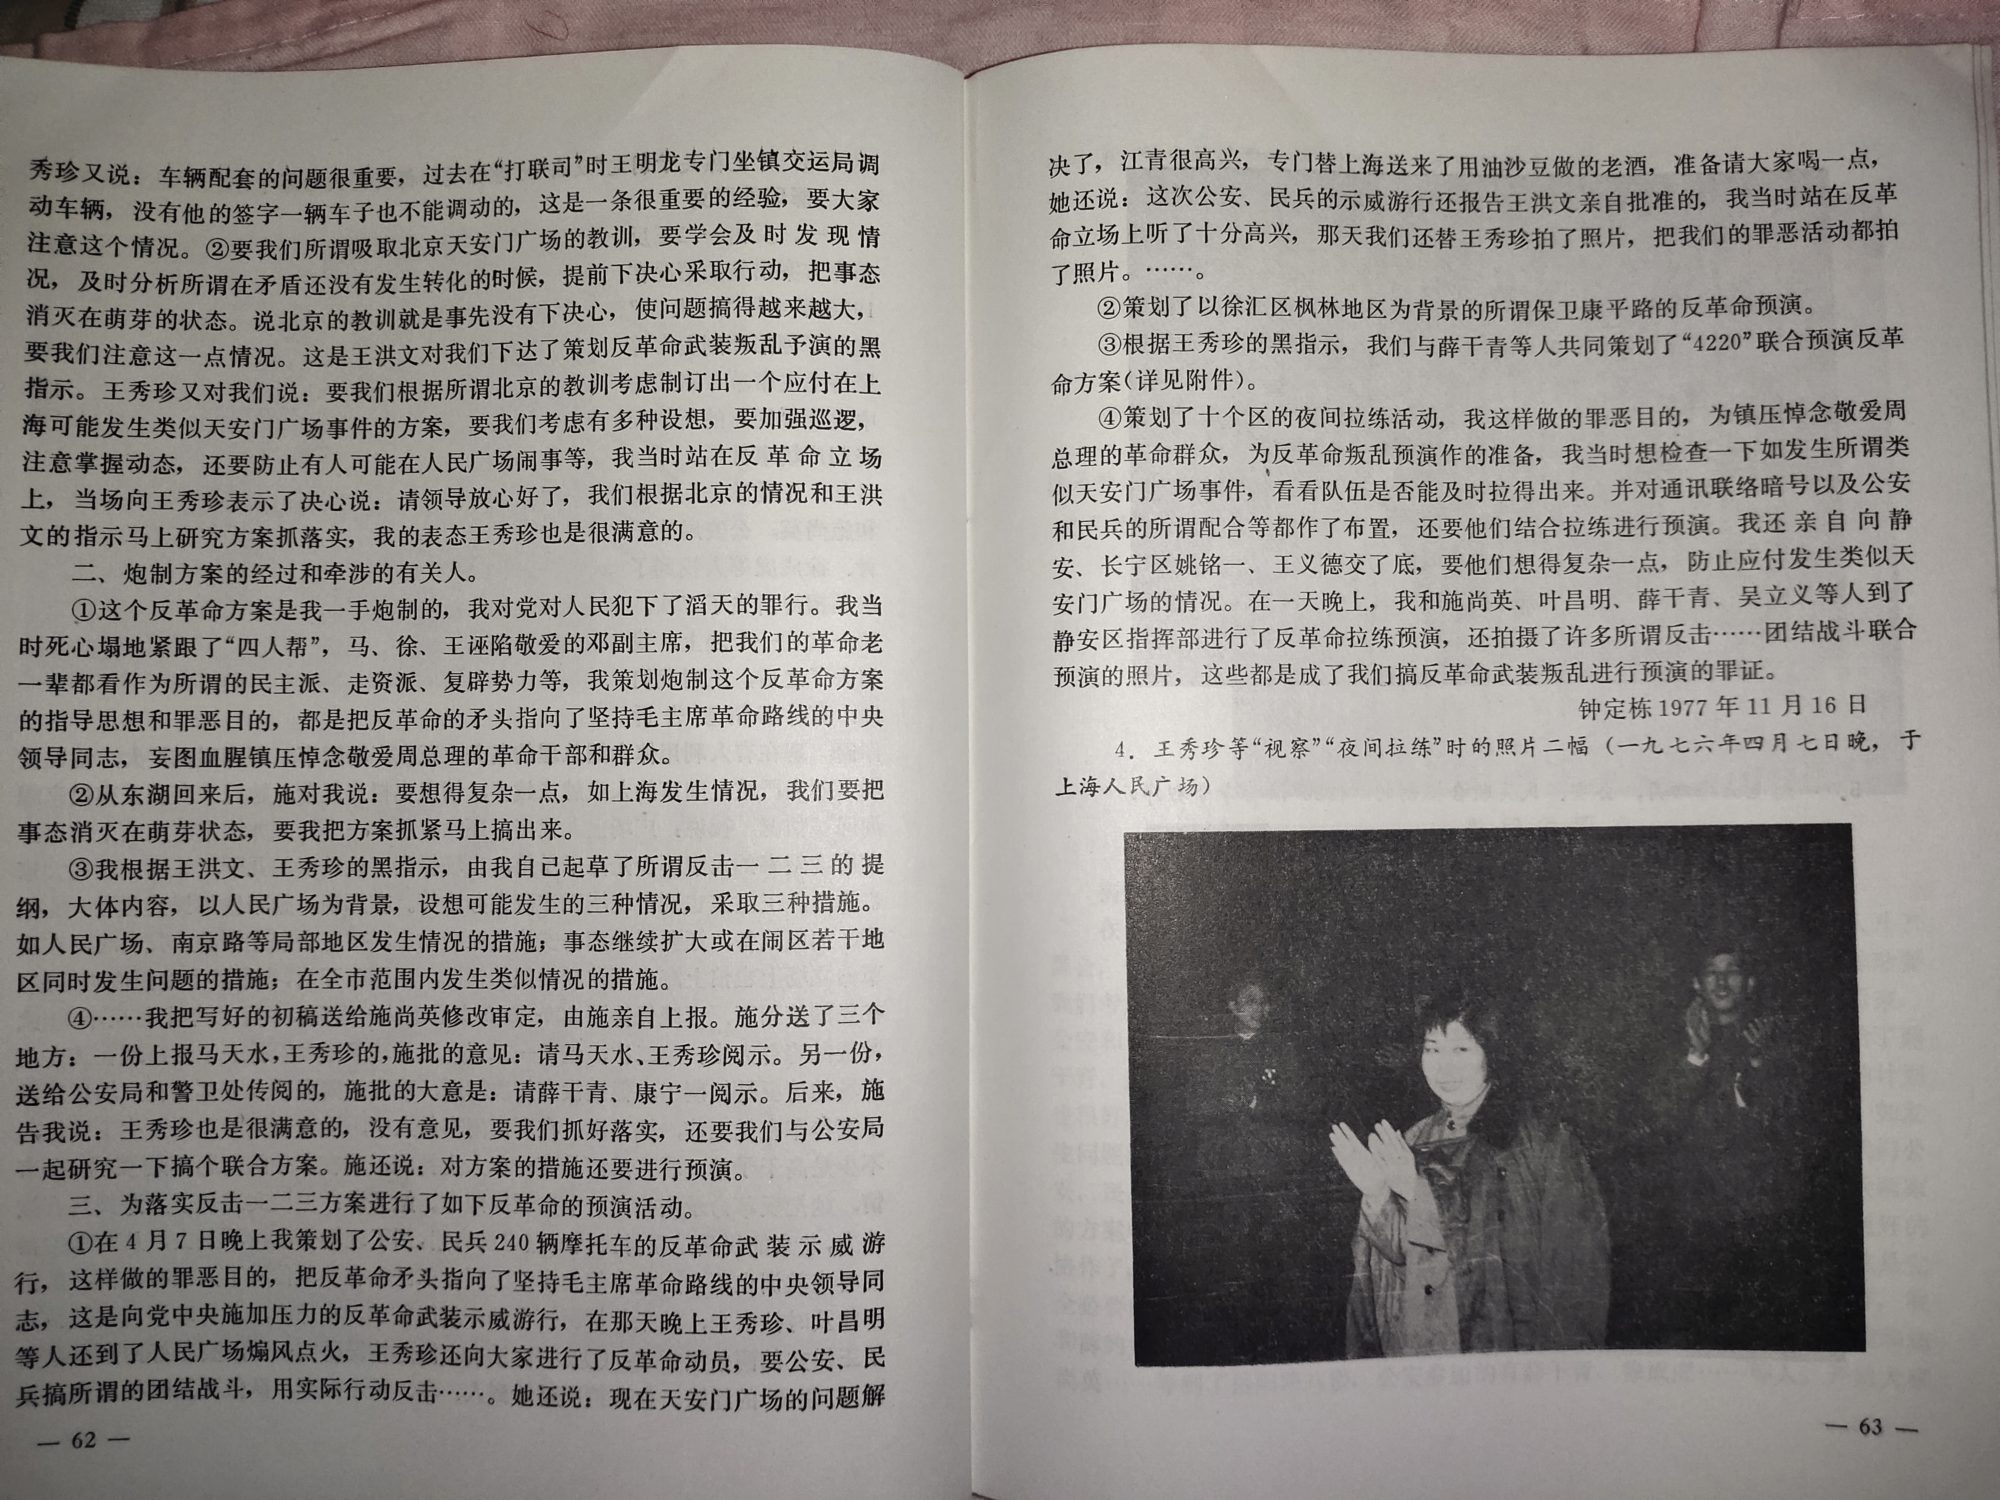 秀珍又说：车辆配套的问题很重要，过去在“打联司”时王明龙专门坐镇交运局调
动车辆，没有他的签字一辆车子也不能调动的，这是一条很重要的经验，要大家
注意这个情况。②要我们所谓吸取北京天安门广场的教训，要学会及时发现情
况，及时分析所谓在矛盾还没有发生转化的时候，提前下决心采取行动，把事态
消灭在萌芽的状态。说北京的教训就是事先没有下决心，使问题搞得越来越大，
要我们注意这一点情况。这是王洪文对我们下达了策划反革命武装叛乱予演的黑
指示。王秀珍又对我们说：要我们根据所谓北京的教训考虑制订出一个应付在上
海可能发生类似天安门广场事件的方案，要我们考虑有多种设想，要加强巡逻，
注意掌握动态，还要防止有人可能在人民广场闹事等，我当时站在反革命立场
上，当场向王秀珍表示了决心说：请领导放心好了，我们根据北京的情况和王洪
文的指示马上研究方案抓落实，我的表态王秀珍也是很满意的。
二、炮制方案的经过和牵涉的有关人。
①这个反革命方案是我一手炮制的，我对党对人民犯下了滔天的罪行。我当
时死心塌地紧跟了“四人帮”，马、徐、王诬陷敬爱的邓副主席，把我们的革命老
一辈都看作为所谓的民主派、走资派、复辟势力等，我策划炮制这个反革命方案
的指导思想和罪恶目的，都是把反革命的矛头指向了坚持毛主席革命路线的中央
领导同志，妄图血腥镇压悼念敬爱周总理的革命干部和群众。
②从东湖回来后，施对我说：要想得复杂一点，如上海发生情况，我们要把
事态消灭在萌芽状态，要我把方案抓紧马上搞出来。
③我根据王洪文、王秀珍的黑指示，由我自己起草了所谓反击一二三的提
纲，大体内容，以人民广场为背景，设想可能发生的三种情况，采取三种措施。
如人民广场、南京路等局部地区发生情况的措施；事态继续扩大或在闹区若干地
区同时发生问题的措施；在全市范围内发生类似情况的措施。
④……我把写好的初稿送给施尚英修改审定，由施亲自上报。施分送了三个
地方：一份上报马天水，王秀珍的，施批的意见：请马天水、王秀珍阅示。另一份，
送给公安局和警卫处传阅的，施批的大意是：请薛干青、康宁一阅示。后来，施
告我说：王秀珍也是很满意的，没有意见，要我们抓好落实，还要我们与公安局
一起研究一下搞个联合方案。施还说：对方案的措施还要进行预演。
三、为落实反击一二三方案进行了如下反革命的预演活动。
①在4月7日晚上我策划了公安、民兵240辆摩托车的反革命武装示威游
行，这样做的罪恶目的，把反革命矛头指向了坚持毛主席革命路线的中央领导同
志，这是向党中央施加压力的反革命武装示威游行，在那天晚上王秀珍、叶昌明
等人还到了人民广场煽风点火，王秀珍还向大家进行了反革命动员，要公安、民
兵搞所谓的团结战斗，用实际行动反击……。她还说：现在天安门广场的问题解
— 62 —
决了，江青很高兴，专门替上海送来了用油沙豆做的老酒，准备请大家喝一点，
她还说：这次公安、民兵的示威游行还报告王洪文亲自批准的，我当时站在反革
命立场上听了十分高兴，那天我们还替王秀珍拍了照片，把我们的罪恶活动都拍
了照片。……。
②策划了以徐汇区枫林地区为背景的所谓保卫康平路的反革命预演。
③根据王秀珍的黑指示，我们与薛干青等人共同策划了“4220”联合预演反革
命方案（详见附件）。
④策划了十个区的夜间拉练活动，我这样做的罪恶目的，为镇压悼念敬爱周
总理的革命群众，为反革命叛乱预演作的准备，我当时想检查一下如发生所谓类
似天安门广场事件，看看队伍是否能及时拉得出来。并对通讯联络暗号以及公安
和民兵的所谓配合等都作了布置，还要他们结合拉练进行预演。我还亲自向静
安、长宁区姚铭一、王义德交了底，要他们想得复杂一点，防止应付发生类似天
安门广场的情况。在一天晚上，我和施尚英、叶昌明、薛干青、吴立义等人到了
静安区指挥部进行了反革命拉练预演，还拍摄了许多所谓反击……团结战斗联合
预演的照片，这些都是成了我们搞反革命武装叛乱进行预演的罪证。
钟定栋1977年11月16日
4．王秀珍等“视察”“夜间拉练”时的照片二幅（一九七六年四月七日晚，于
上海人民广场）
— 63 —